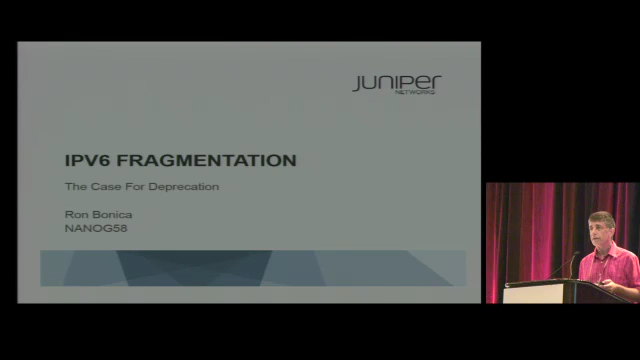 JUNIPER
NETWORKS
IPV6 FRAGMENTATION
The Case For Deprecation
Ron Bonica
NANOG58